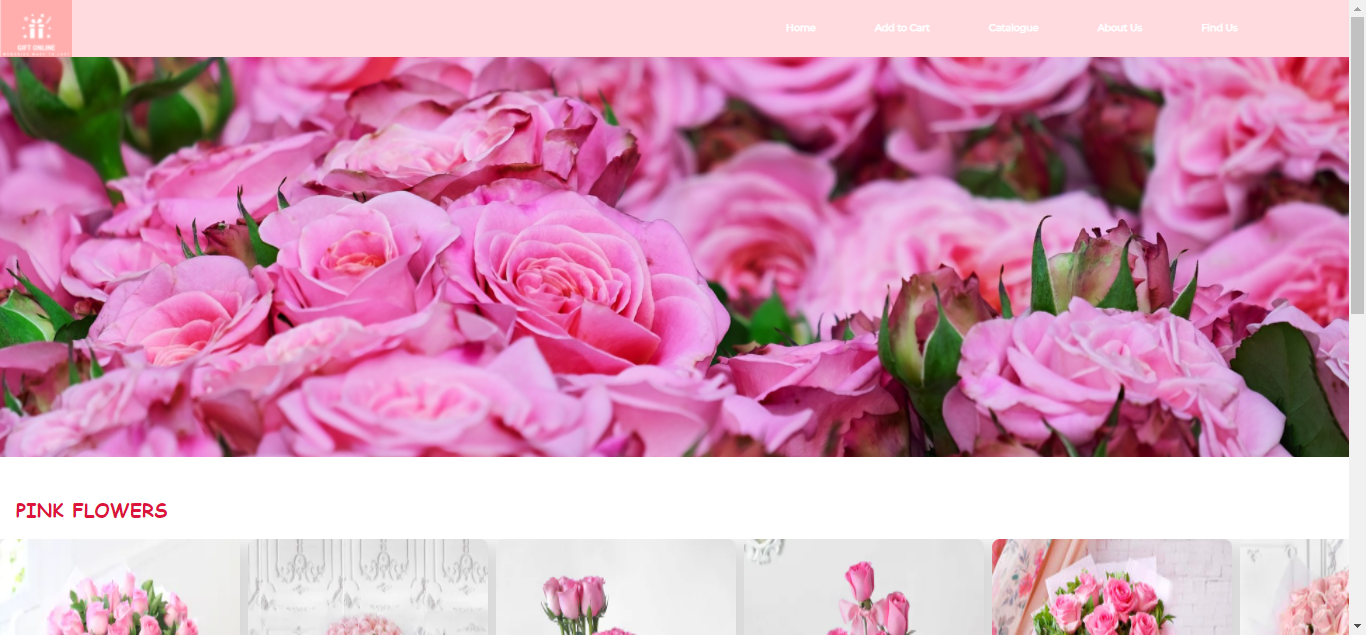 GIFT ONLINE
Home
Add to Cart
Catalogue
About Us
Find Us
PINK FLOWERS